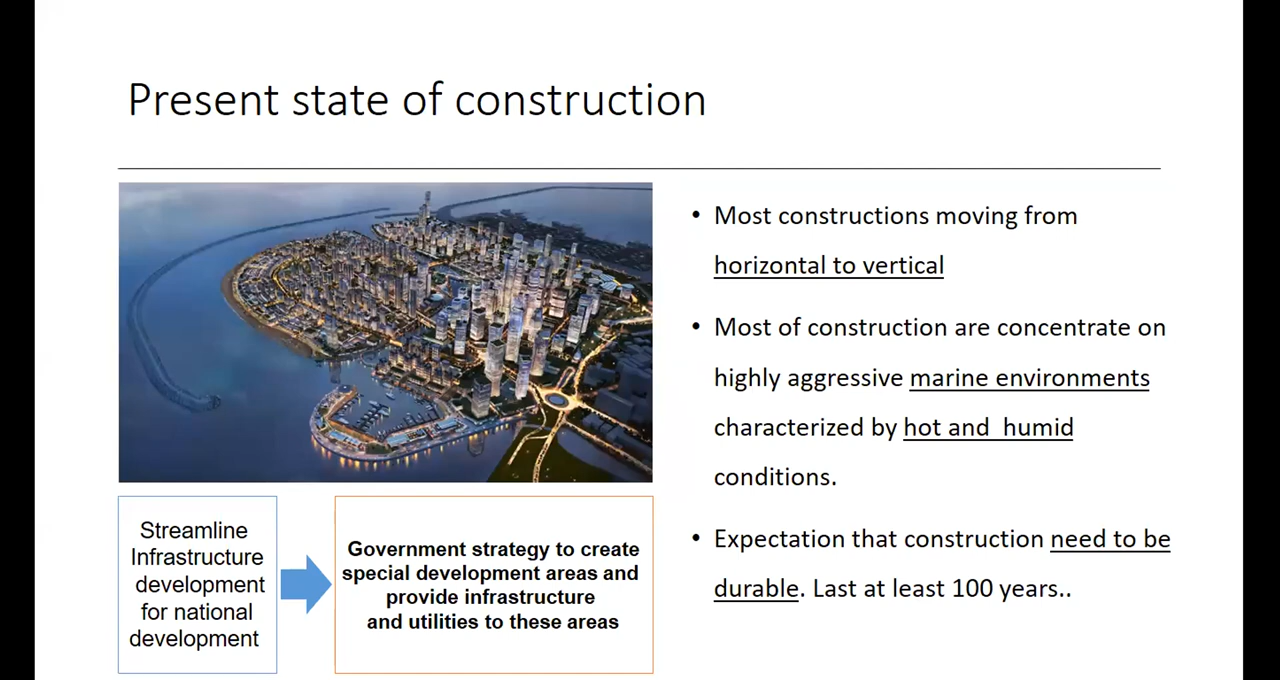 Present state of construction
• Most constructions moving from
horizontal to vertical
• Most of construction are concentrate on
highly aggressive marine environments
characterized by hot and humid
conditions.
• Expectation that construction need to be
durable. Last at least 100 years..
Streamline
Infrastructure
development
for national
development
Government strategy to create
special development areas and
provide infrastructure
and utilities to these areas